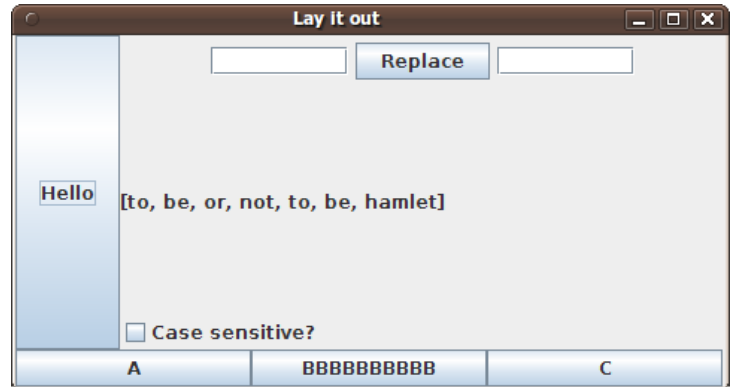 Lay it out
Replace
Hello
[to, be, or, not, to, be, hamlet]
Case sensitive?
A BBBBBBBBBB C